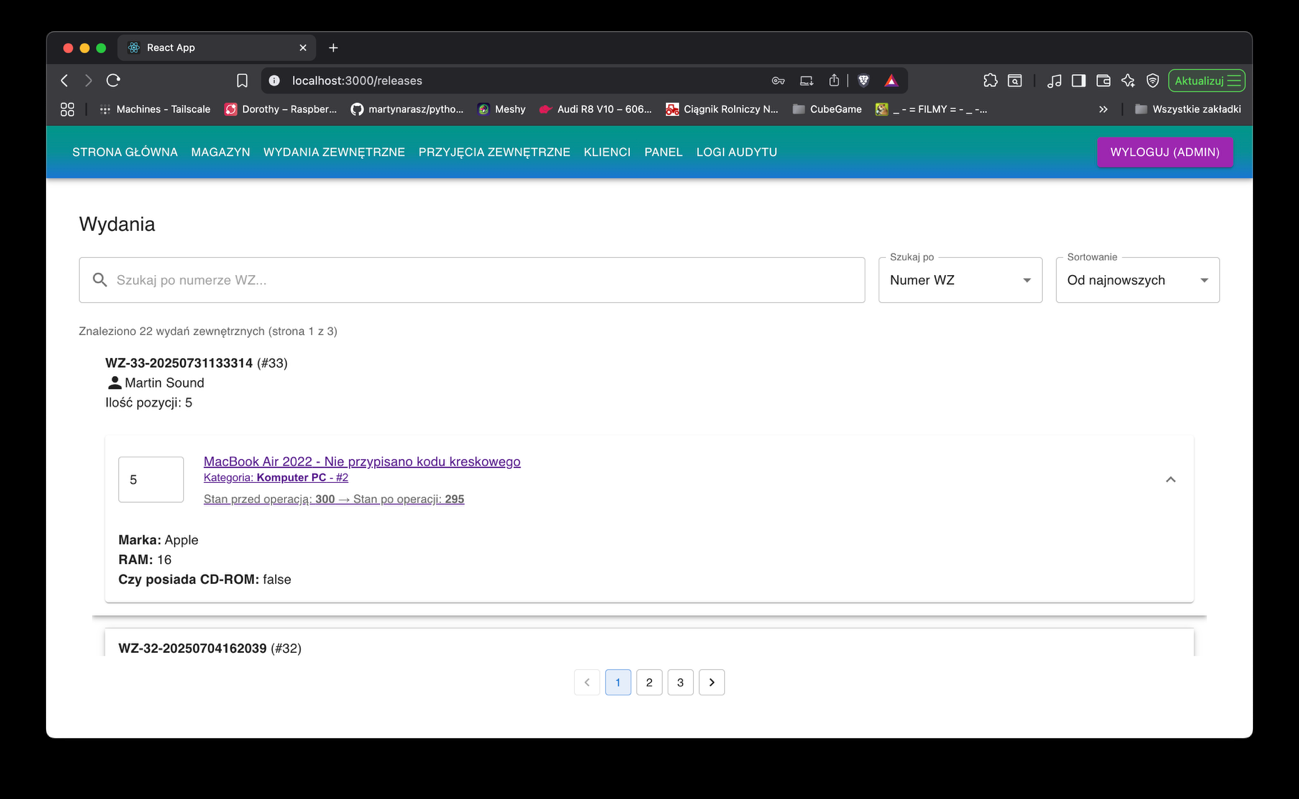 React App
localhost:3000/releases
Aktualizuj
Machines - Tailscale
Dorothy – Raspber...
martynarasz/pytho...
Meshy
Audi R8 V10 – 606...
Ciągnik Rolniczy N...
CubeGame
_ - = FILMY = - _ -...
Wszystkie zakładki
STRONA GŁÓWNA MAGAZYN WYDANIA ZEWNĘTRZNE PRZYJĘCIA ZEWNĘTRZNE KLIENCI PANEL LOGI AUDYTU
WYLOGUJ (ADMIN)
Wydania
Szukaj po numerze WZ...
Szukaj po
Numer WZ
Sortowanie
Od najnowszych
Znaleziono 22 wydań zewnętrznych (strona 1 z 3)
WZ-33-20250731133314 (#33)
Martin Sound
Ilość pozycji: 5
5
MacBook Air 2022 - Nie przypisano kodu kreskowego
Kategoria: Komputer PC - #2
Stan przed operacją: 300 → Stan po operacji: 295
Marka: Apple
RAM: 16
Czy posiada CD-ROM: false
WZ-32-20250704162039 (#32)
1 2 3